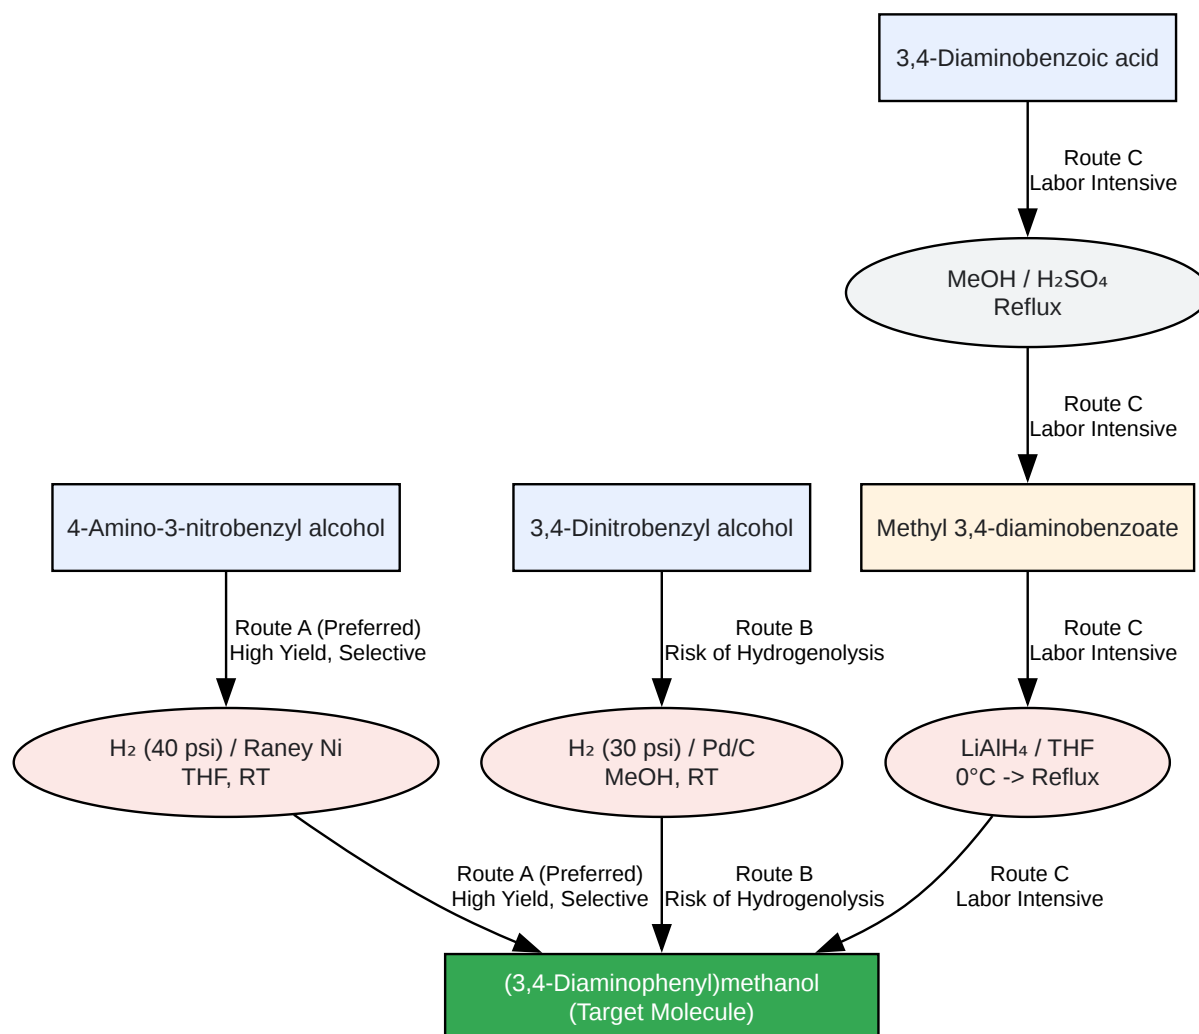 3,4-Diaminobenzoic acid
Route C
Labor Intensive
MeOH / H₂SO₄
Reflux
Route C
Labor Intensive
4-Amino-3-nitrobenzyl alcohol
3,4-Dinitrobenzyl alcohol
Methyl 3,4-diaminobenzoate
Route A (Preferred)
High Yield, Selective
Route B
Risk of Hydrogenolysis
Route C
Labor Intensive
H₂ (40 psi) / Raney Ni
THF, RT
H₂ (30 psi) / Pd/C
MeOH, RT
LiAlH₄ / THF
0°C -> Reflux
Route A (Preferred)
High Yield, Selective
Route B
Risk of Hydrogenolysis
Route C
Labor Intensive
(3,4-Diaminophenyl)methanol
(Target Molecule)